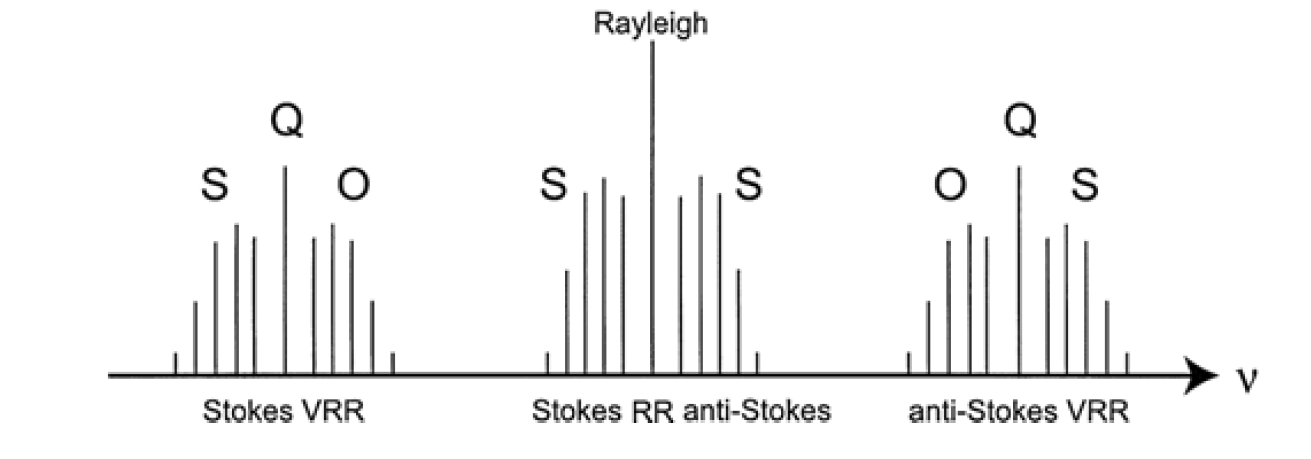 Rayleigh
Q Q
S O S S O S
ν
Stokes VRR Stokes RR anti-Stokes anti-Stokes VRR